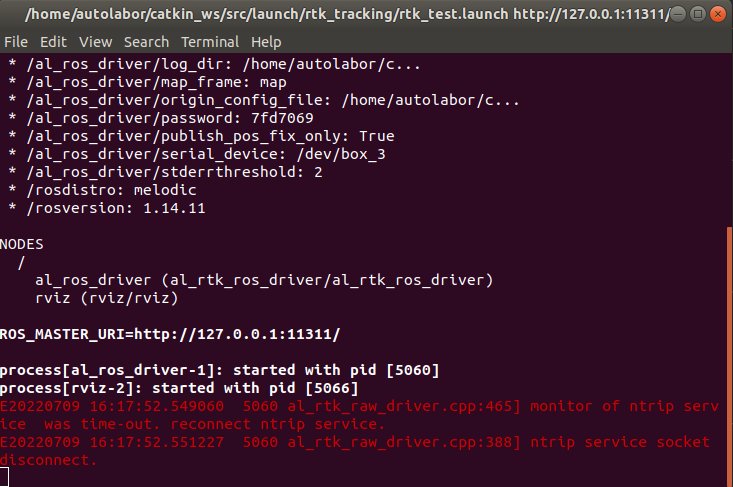 /home/autolabor/catkin_ws/src/launch/rtk_tracking/rtk_test.launch http://127.0.0.1:11311/
File Edit View Search Terminal Help
* /al_ros_driver/log_dir: /home/autolabor/c...
* /al_ros_driver/map_frame: map
* /al_ros_driver/origin_config_file: /home/autolabor/c...
* /al_ros_driver/password: 7fd7069
* /al_ros_driver/publish_pos_fix_only: True
* /al_ros_driver/serial_device: /dev/box_3
* /al_ros_driver/stderrthreshold: 2
* /rosdistro: melodic
* /rosversion: 1.14.11
NODES
/
al_ros_driver (al_rtk_ros_driver/al_rtk_ros_driver)
rviz (rviz/rviz)
ROS_MASTER_URI=http://127.0.0.1:11311/
process[al_ros_driver-1]: started with pid [5060]
process[rviz-2]: started with pid [5066]
E20220709 16:17:52.549060  5060 al_rtk_raw_driver.cpp:465] monitor of ntrip serv
ice  was time-out. reconnect ntrip service.
E20220709 16:17:52.551227  5060 al_rtk_raw_driver.cpp:388] ntrip service socket
disconnect.